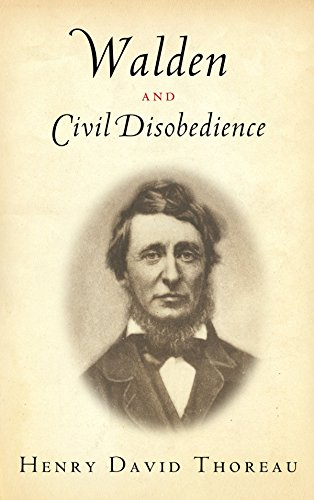 Walden
AND
Civil Disobedience
HENRY DAVID THOREAU